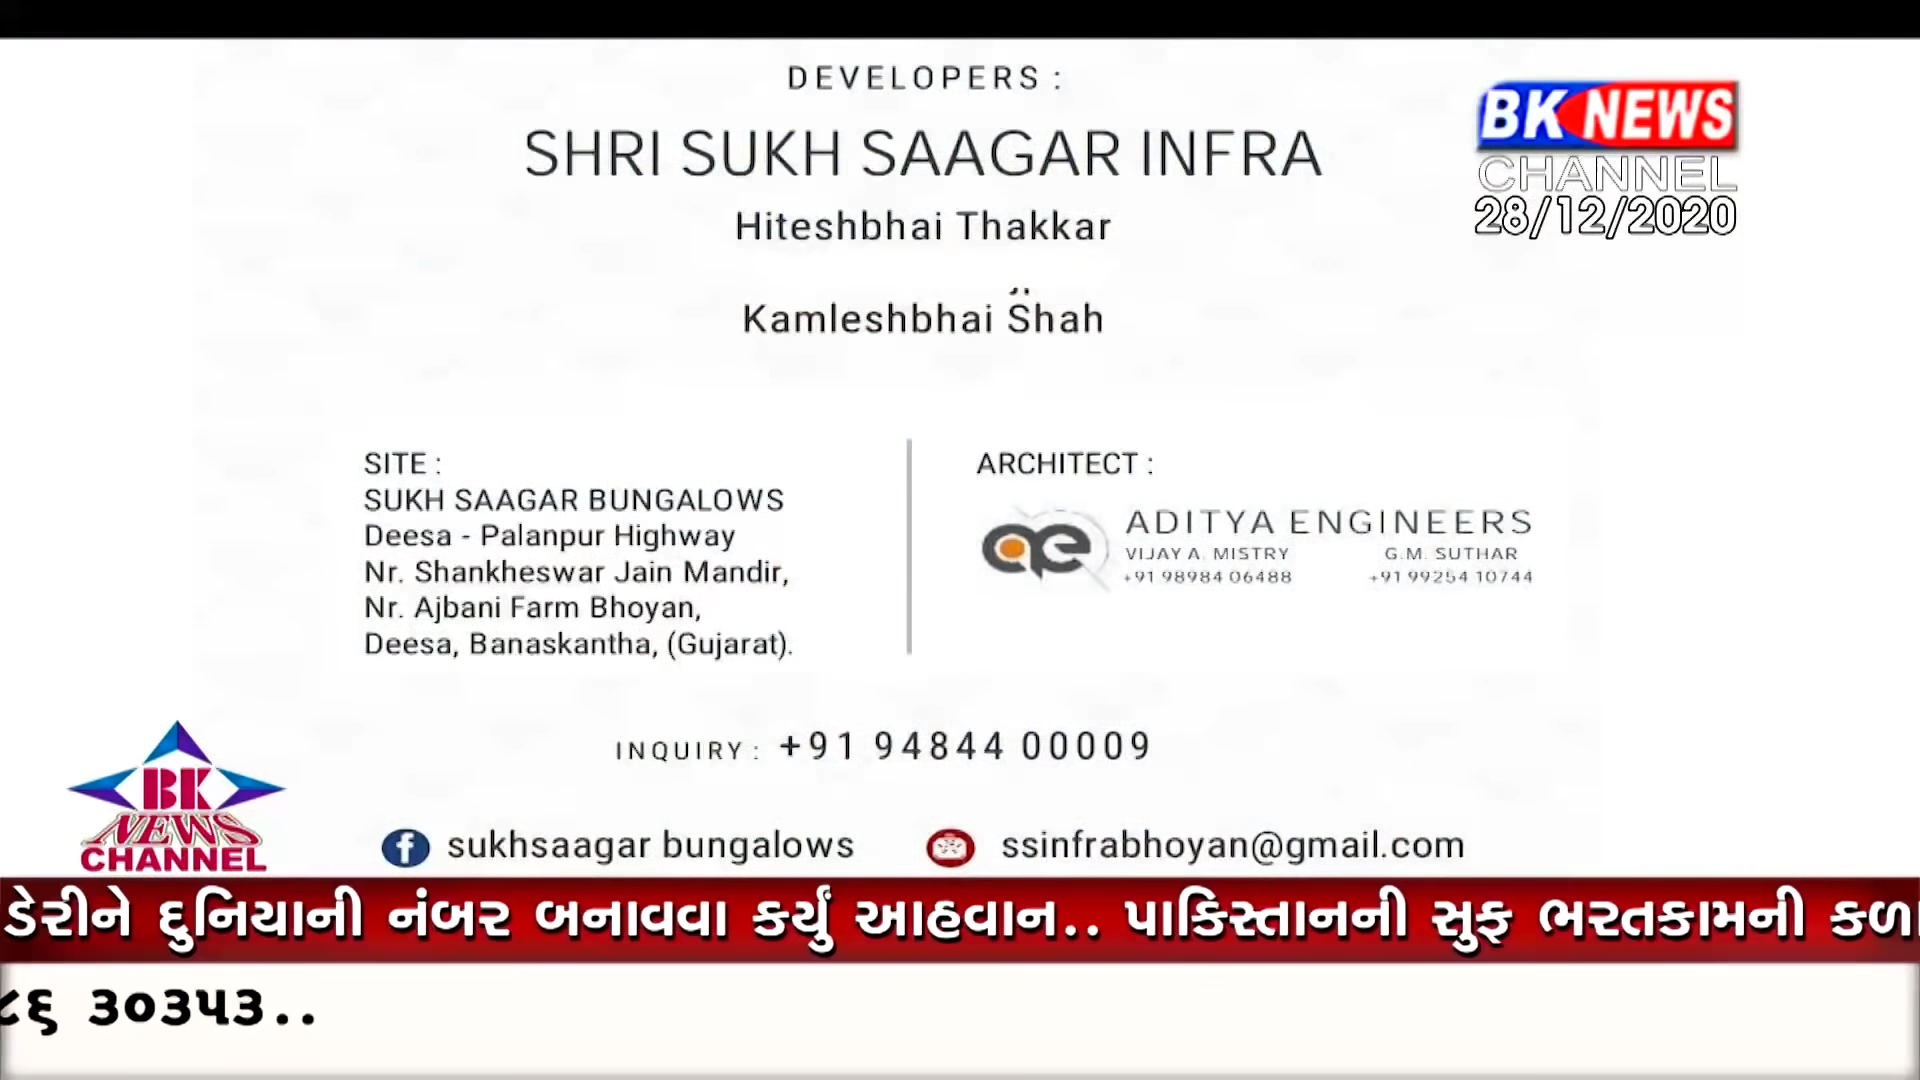 DEVELOPERS :
SHRI SUKH SAAGAR INFRA
Hiteshbhai Thakkar
Kamleshbhai Shah
BK NEWS
CHANNEL
28/12/2020
SITE :
SUKH SAAGAR BUNGALOWS
Deesa - Palanpur Highway
Nr. Shankheswar Jain Mandir,
Nr. Ajbani Farm Bhoyan,
Deesa, Banaskantha, (Gujarat).
ARCHITECT :
ae
ADITYA ENGINEERS
VIJAY A. MISTRY G.M. SUTHAR
+91 98984 06488 +91 99254 10744
INQUIRY : +91 94844 00009
BK
NEWS
CHANNEL
f sukhsaagar bungalows ssinfrabhoyan@gmail.com
ડેરીને દુનિયાની નંબર બનાવવા કર્યું આહવાન.. પાકિસ્તાનની સુફ ભરતકામની કળા
૮૬ ૩૦૩૫૩..